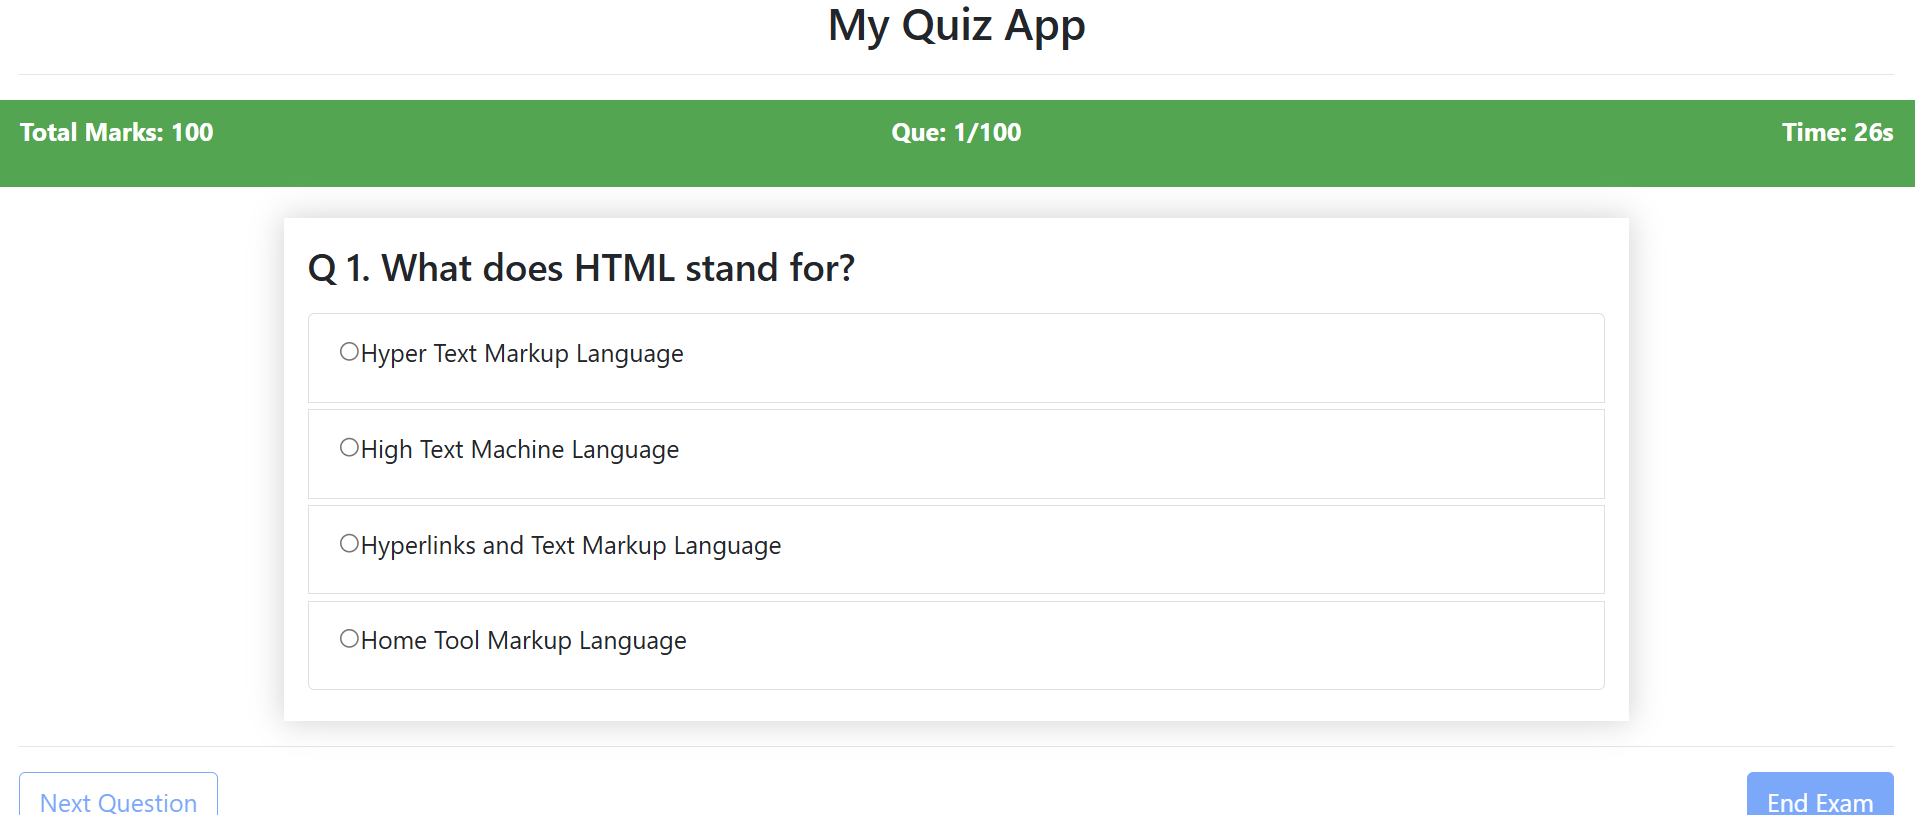 My Quiz App
Total Marks: 100
Que: 1/100
Time: 26s
Q 1. What does HTML stand for?
Hyper Text Markup Language
High Text Machine Language
Hyperlinks and Text Markup Language
Home Tool Markup Language
Next Question
End Exam